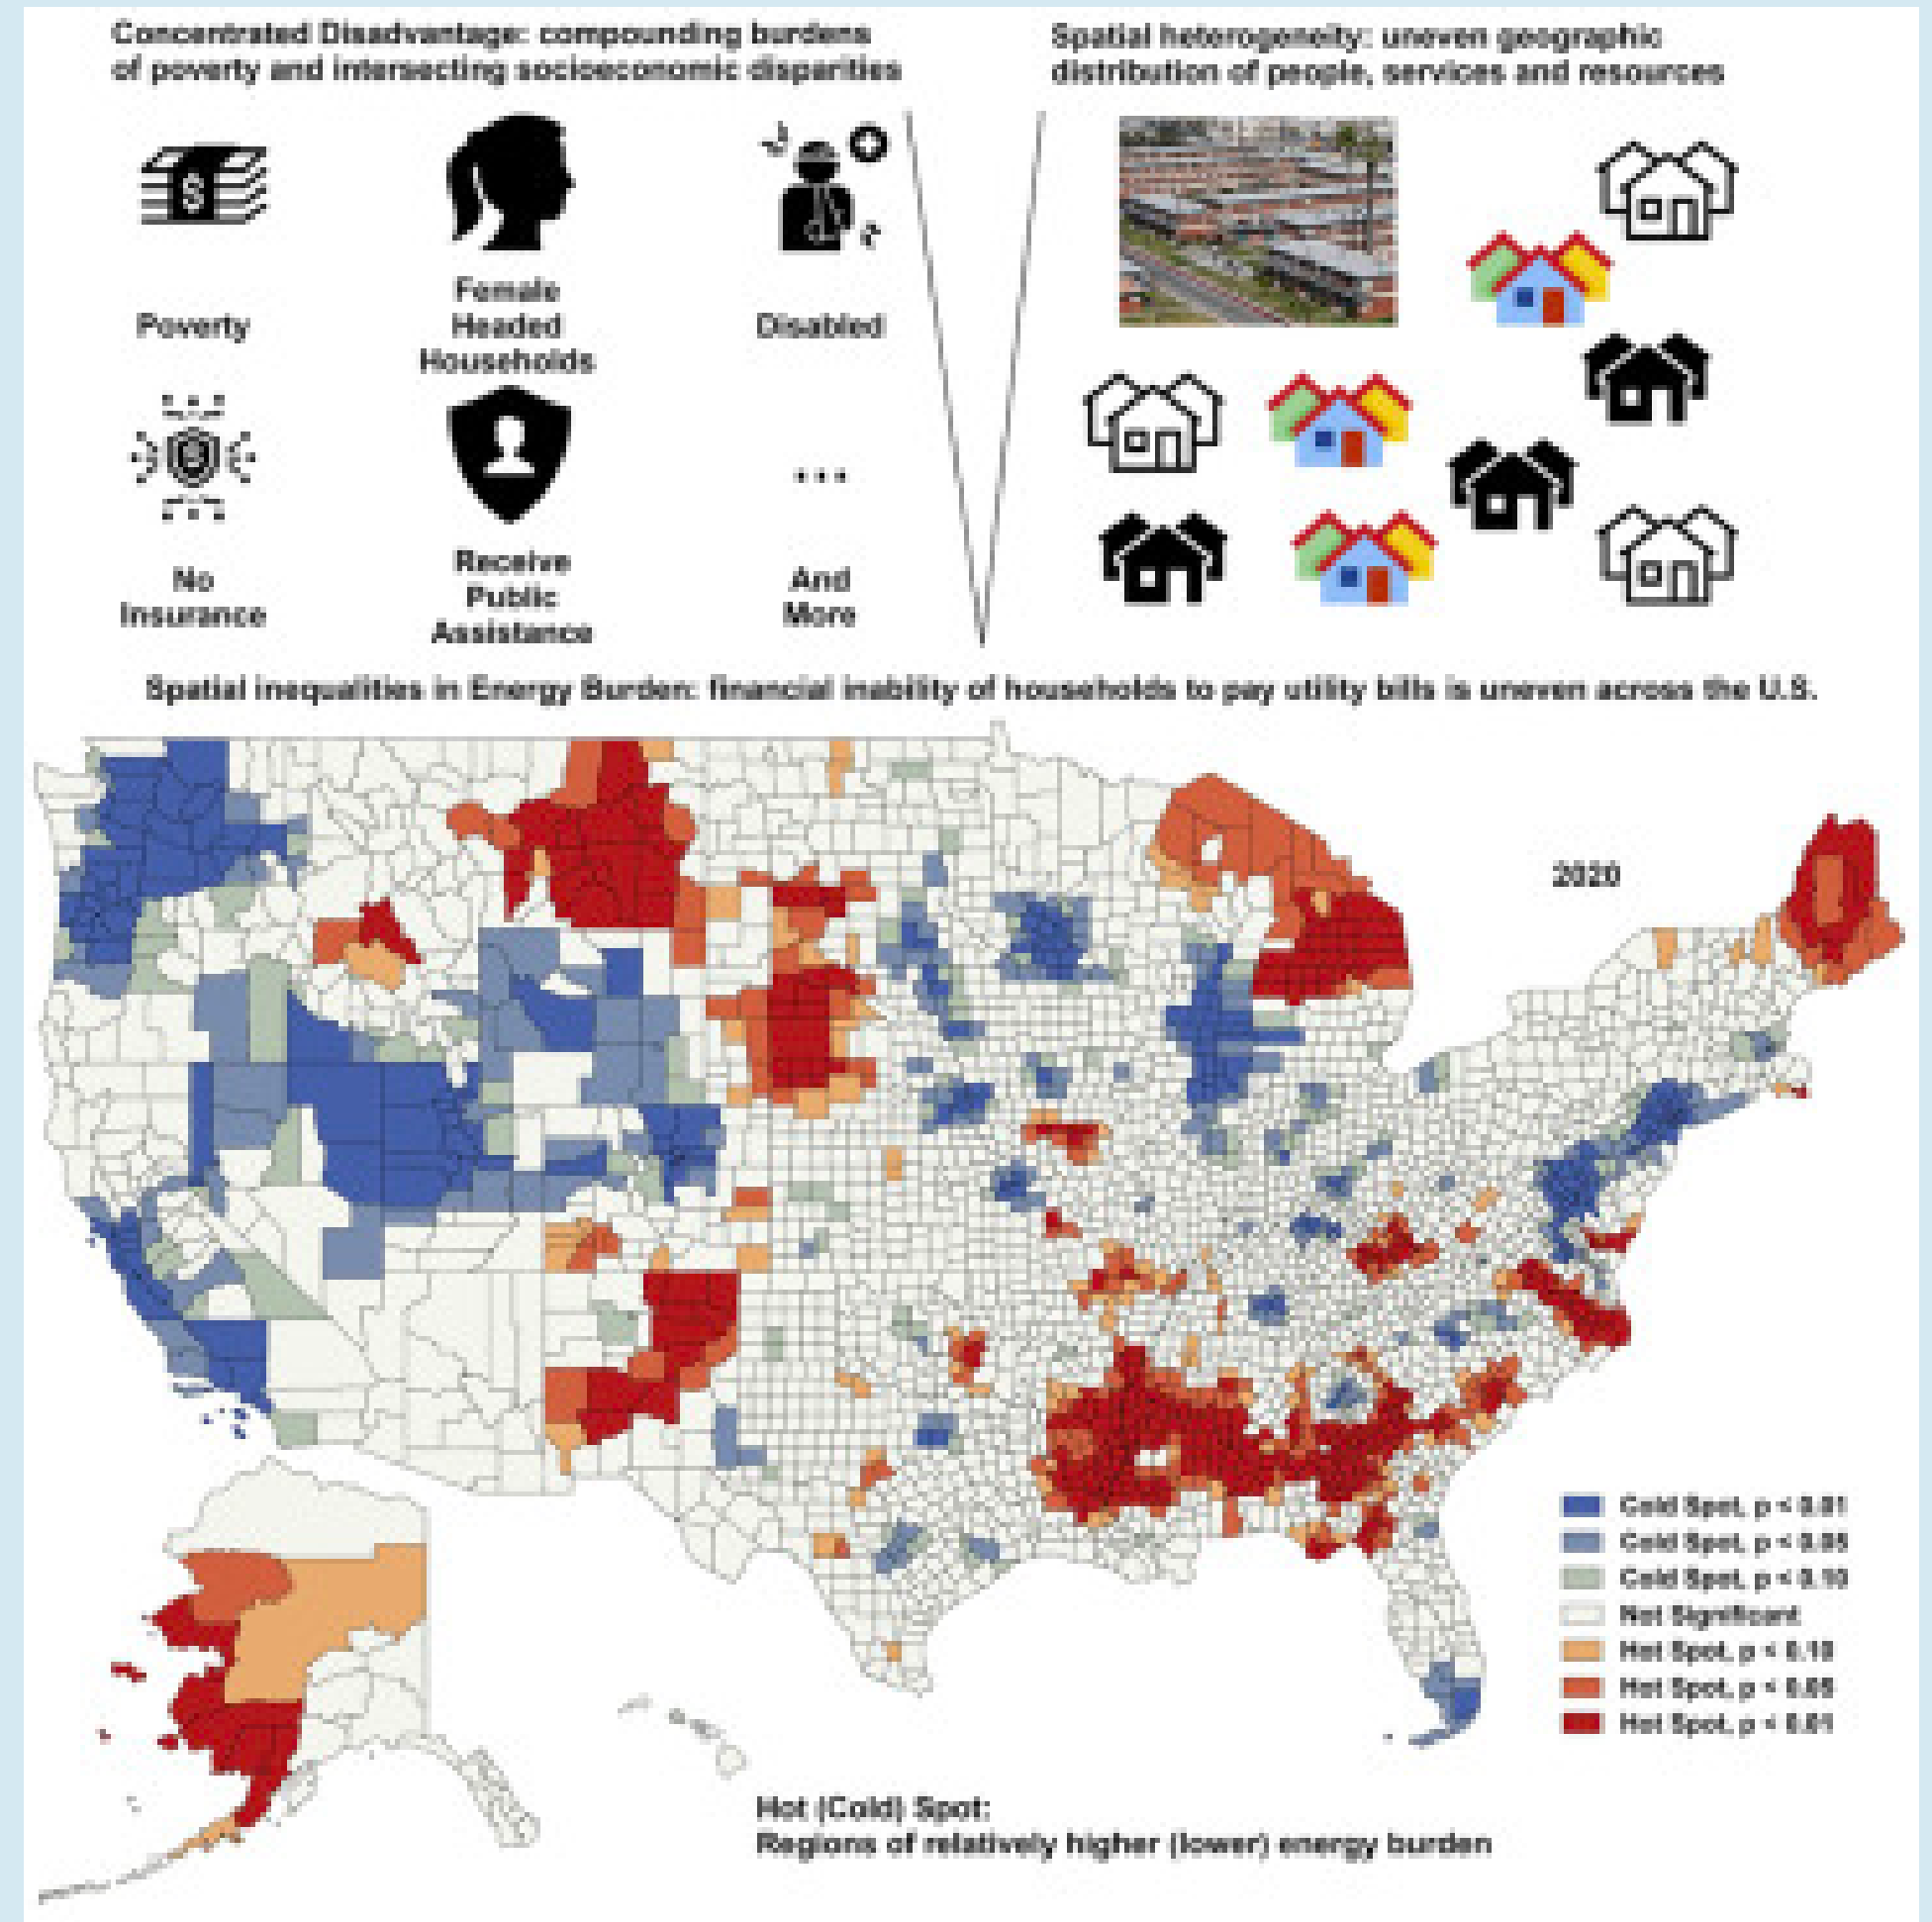 Concentrated Disadvantage: compounding burdens
of poverty and intersecting socioeconomic disparities
Spatial heterogeneity: uneven geographic
distribution of people, services and resources
Poverty
Female
Headed
Households
Disabled
No
Insurance
Receive
Public
Assistance
...
And
More
Spatial inequalities in Energy Burden: financial inability of households to pay utility bills is uneven across the U.S.
2020
Cold Spot, p < 0.01
Cold Spot, p < 0.05
Cold Spot, p < 0.10
Not Significant
Hot Spot, p < 0.10
Hot Spot, p < 0.05
Hot Spot, p < 0.01
Hot (Cold) Spot:
Regions of relatively higher (lower) energy burden